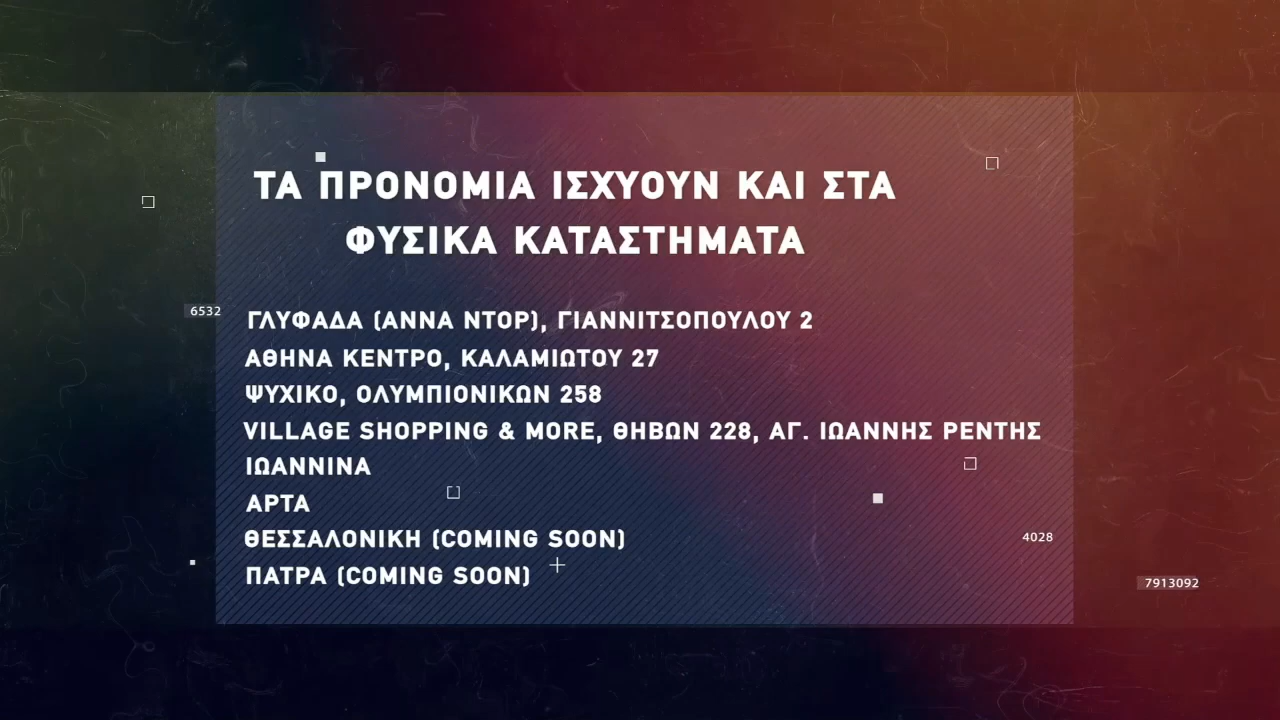 ΤΑ ΠΡΟΝΟΜΙΑ ΙΣΧΥΟΥΝ ΚΑΙ ΣΤΑ
ΦΥΣΙΚΑ ΚΑΤΑΣΤΗΜΑΤΑ
6532
ΓΛΥΦΑΔΑ (ΑΝΝΑ ΝΤΟΡ), ΓΙΑΝΝΙΤΣΟΠΟΥΛΟΥ 2
ΑΘΗΝΑ ΚΕΝΤΡΟ, ΚΑΛΑΜΙΩΤΟΥ 27
ΨΥΧΙΚΟ, ΟΛΥΜΠΙΟΝΙΚΩΝ 258
VILLAGE SHOPPING & MORE, ΘΗΒΩΝ 228, ΑΓ. ΙΩΑΝΝΗΣ ΡΕΝΤΗΣ
ΙΩΑΝΝΙΝΑ
ΑΡΤΑ
ΘΕΣΣΑΛΟΝΙΚΗ (COMING SOON)
4028
ΠΑΤΡΑ (COMING SOON)
7913092